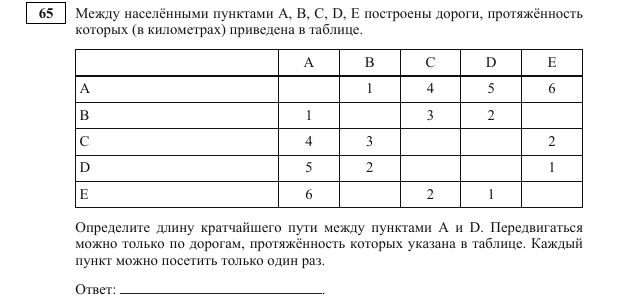 65 Между населёнными пунктами A, B, C, D, E построены дороги, протяжённость
которых (в километрах) приведена в таблице.
A B C D E
A 1 4 5 6
B 1 3 2
C 4 3 2
D 5 2 1
E 6 2 1
Определите длину кратчайшего пути между пунктами A и D. Передвигаться
можно только по дорогам, протяжённость которых указана в таблице. Каждый
пункт можно посетить только один раз.
Ответ: ______________________.